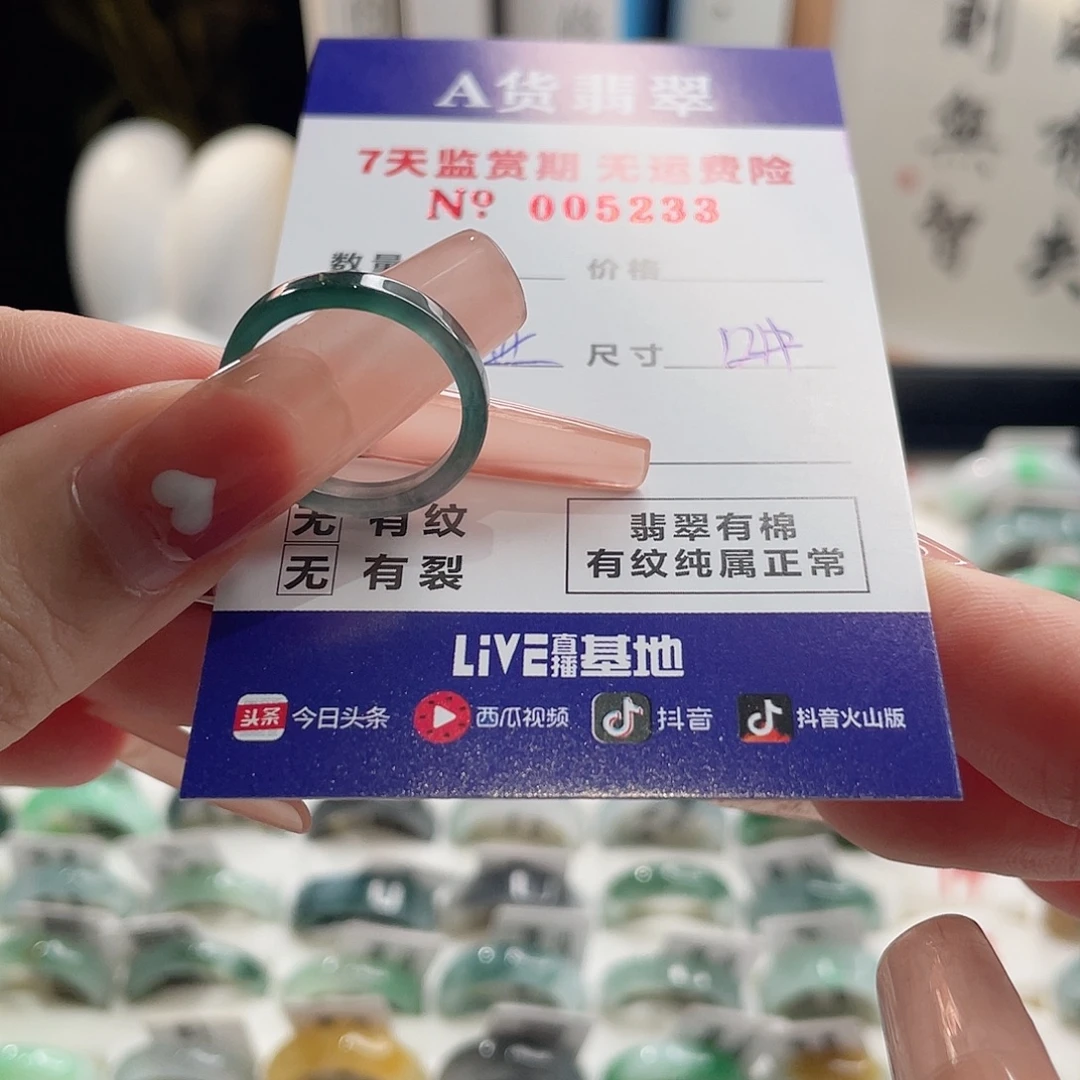 A货翡翠
7天监赏期 无运费险
Nº 005233
数量 价格
尺寸 12#
无 有纹
无 有裂
翡翠有棉
有纹纯属正常
LiVE直播基地
头条 今日头条 西瓜视频 抖音 抖音火山版